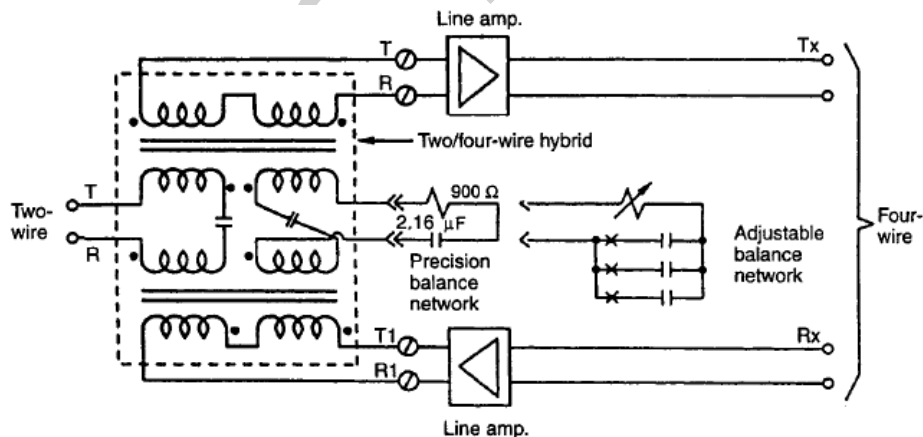 Line amp.
T
Tx
R
Two/four-wire hybrid
T
900 Ω
Two-
wire
2,16 µF
Four-
wire
R
Precision
balance
network
Adjustable
balance
network
T1
Rx
R1
Line amp.